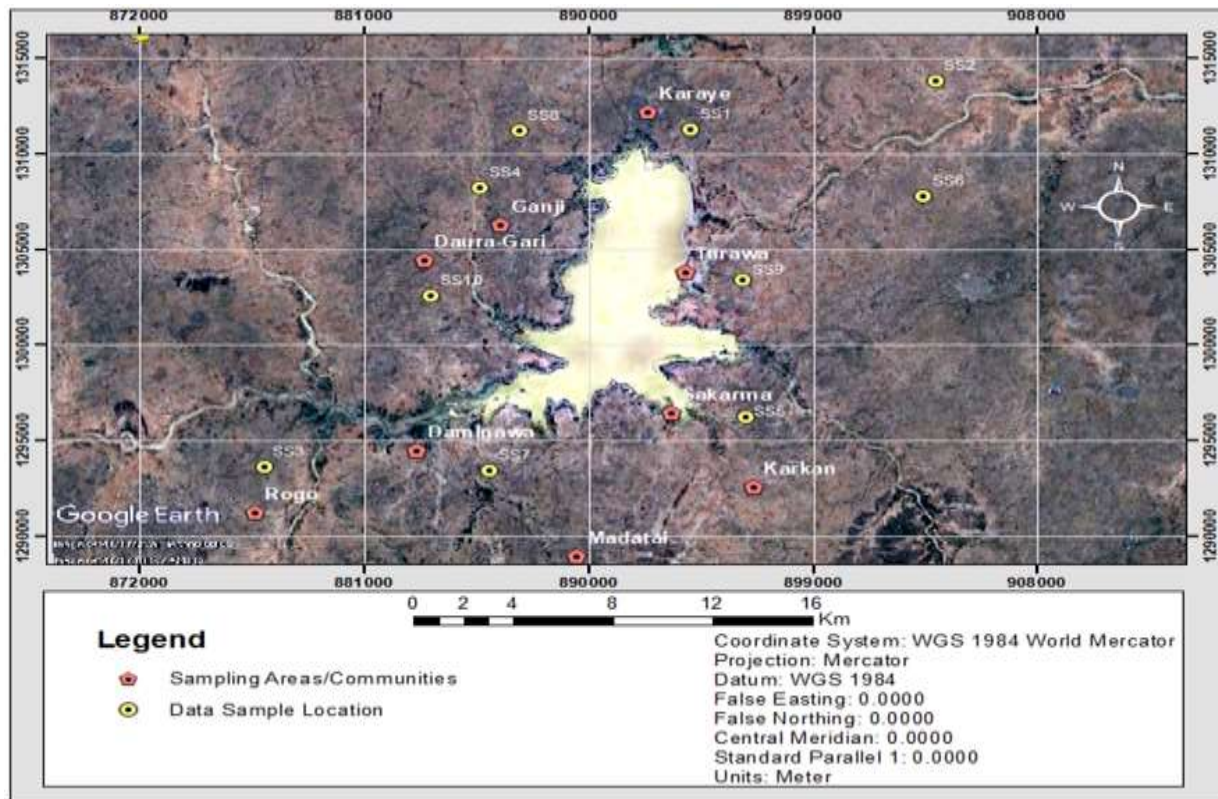 872000 881000 890000 899000 908000
1315000 1315000
SS2
Karaye
SS8 SS1
1310000 1310000
SS4 SS6
Ganji
N
W E
S
Daura-Gari
1305000 1305000
Turawa
SS10 SS9
1300000 1300000
Sakarma
SS5
1295000 1295000
SS3 SS7
Karkan
Rogo
Google Earth
1290000 1290000
Madatai
872000 881000 890000 899000 908000
0 2 4 8 12 16
Km
Legend
Sampling Areas/Communities
Data Sample Location
Coordinate System: WGS 1984 World Mercator
Projection: Mercator
Datum: WGS 1984
False Easting: 0.0000
False Northing: 0.0000
Central Meridian: 0.0000
Standard Parallel 1: 0.0000
Units: Meter